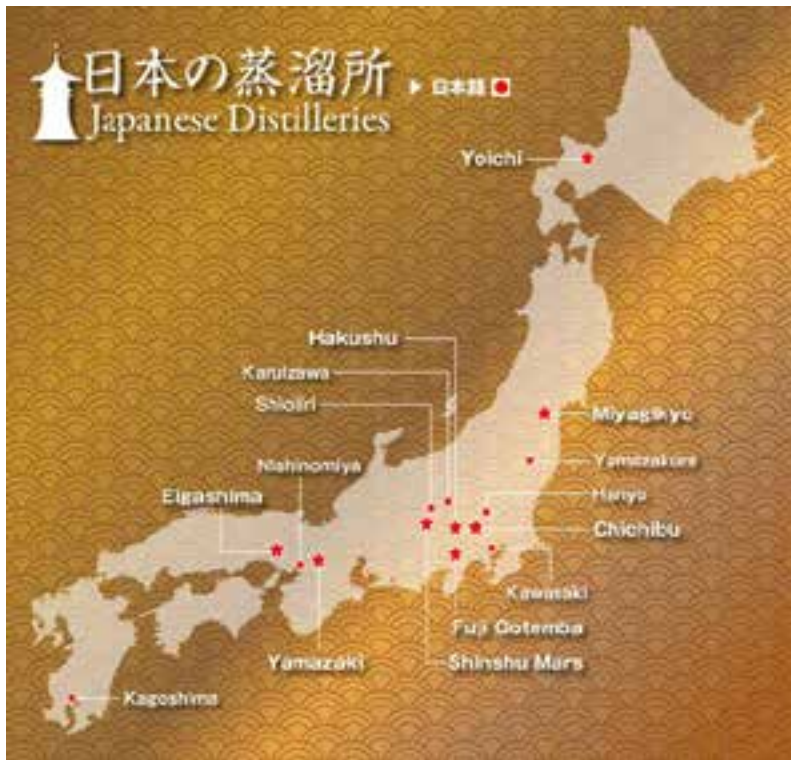 日本の蒸溜所
日本語
Japanese Distilleries
Yoichi
Hakushu
Karuizawa
Shiojiri
Miyagikyo
Nishinomiya
Yamazakura
Eigashima
Hanyu
Chichibu
Kawasaki
Fuji Gotemba
Yamazaki
Shinshu Mars
Kagoshima